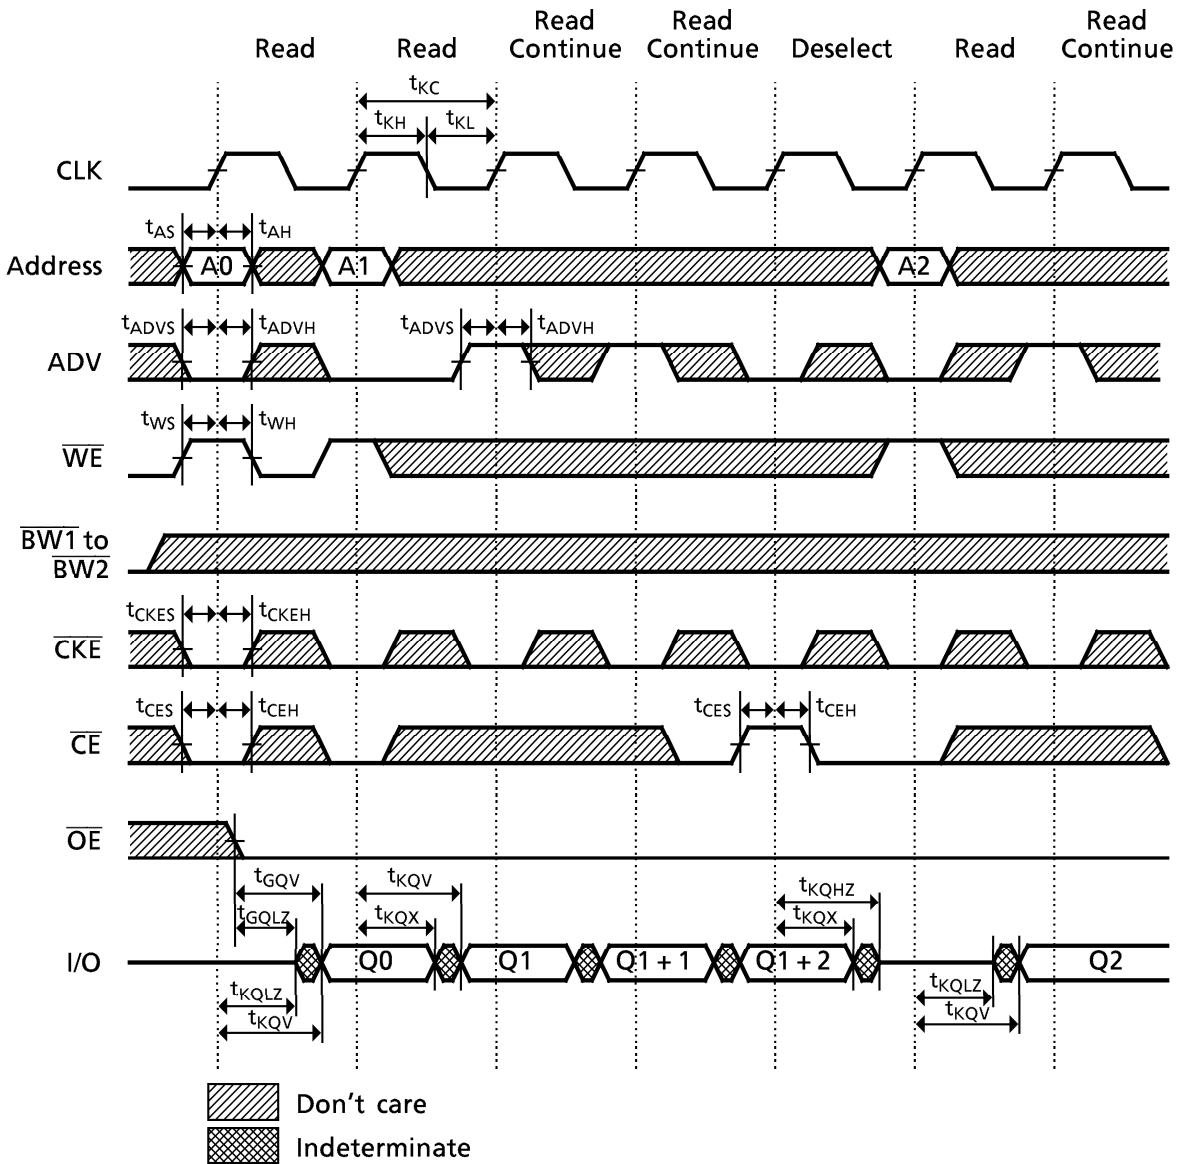 Read Read Read Continue Read Continue Deselect Read Read Continue
tKC
tKH tKL
CLK
tAS tAH
Address A0 A1 A2
tADVS tADVH tADVS tADVH
ADV
tWS tWH
WE
BW1 to
BW2
tCKES tCKEH
CKE
tCES tCEH tCES tCEH
CE
OE
tGQV tKQV tKQHZ
tGQLZ tKQX tKQX
I/O Q0 Q1 Q1 + 1 Q1 + 2 Q2
tKQLZ tKQLZ
tKQV tKQV
Don't care
Indeterminate